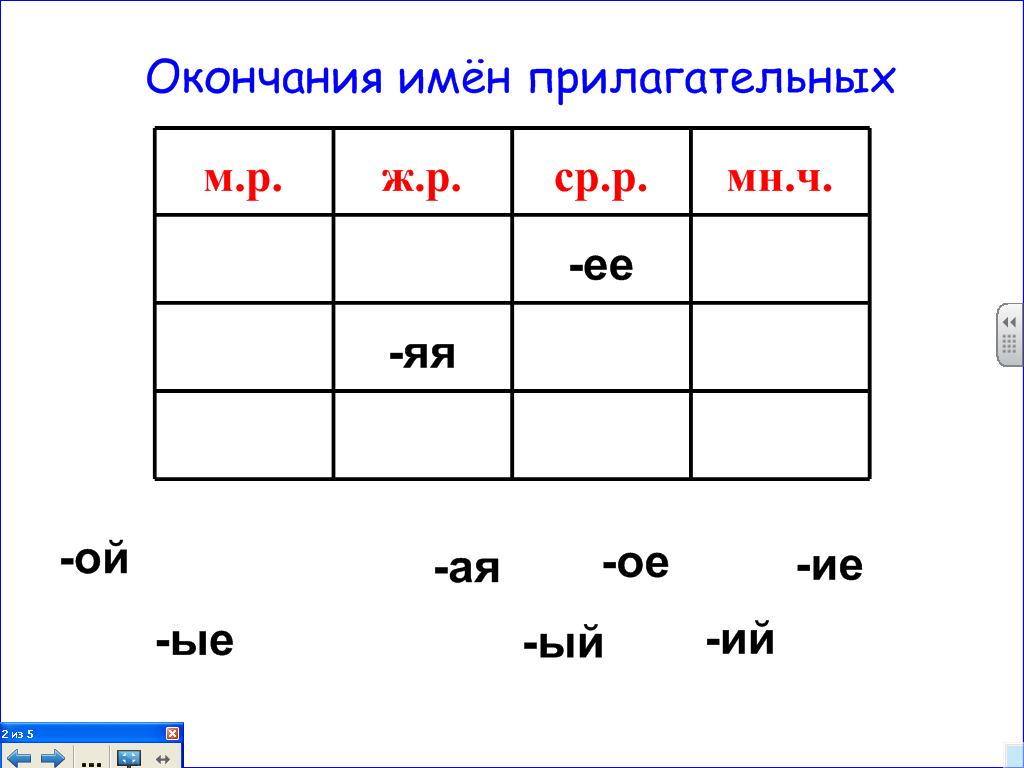 Окончания имён прилагательных
м.р. ж.р. ср.р. мн.ч.
-ее
-яя
-ой -ая -ое -ие
-ые -ый -ий
2 из 5
...